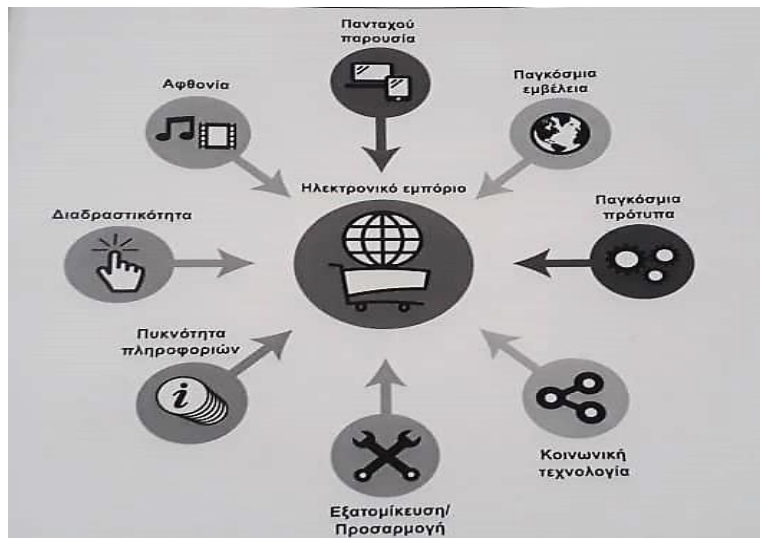 Πανταχού
παρουσία
Αφθονία
Παγκόσμια
εμβέλεια
Ηλεκτρονικό εμπόριο
Διαδραστικότητα
Παγκόσμια
πρότυπα
Πυκνότητα
πληροφοριών
i
Κοινωνική
τεχνολογία
Εξατομίκευση/
Προσαρμογή